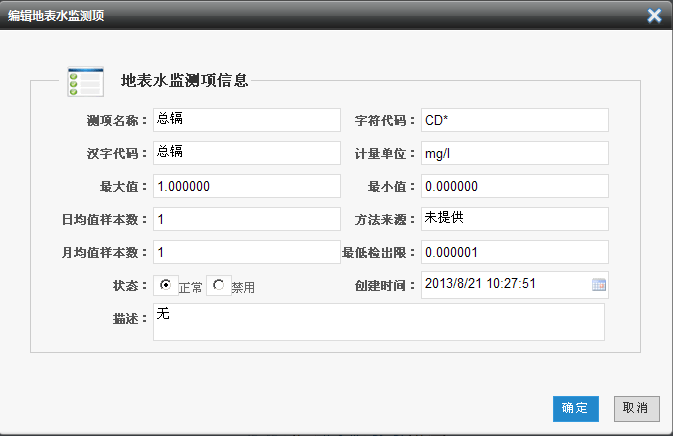 编辑地表水监测项
地表水监测项信息
测项名称： 总镉 字符代码： CD*
汉字代码： 总镉 计量单位： mg/l
最大值： 1.000000 最小值： 0.000000
日均值样本数： 1 方法来源： 未提供
月均值样本数： 1 最低检出限： 0.000001
状态： 正常 禁用 创建时间： 2013/8/21 10:27:51
描述： 无
确定 取消